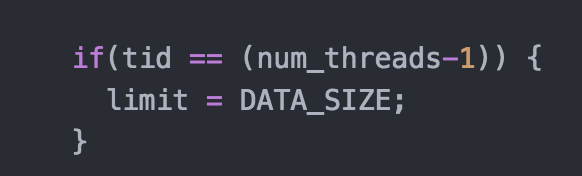 if(tid == (num_threads-1)) {
limit = DATA_SIZE;
}